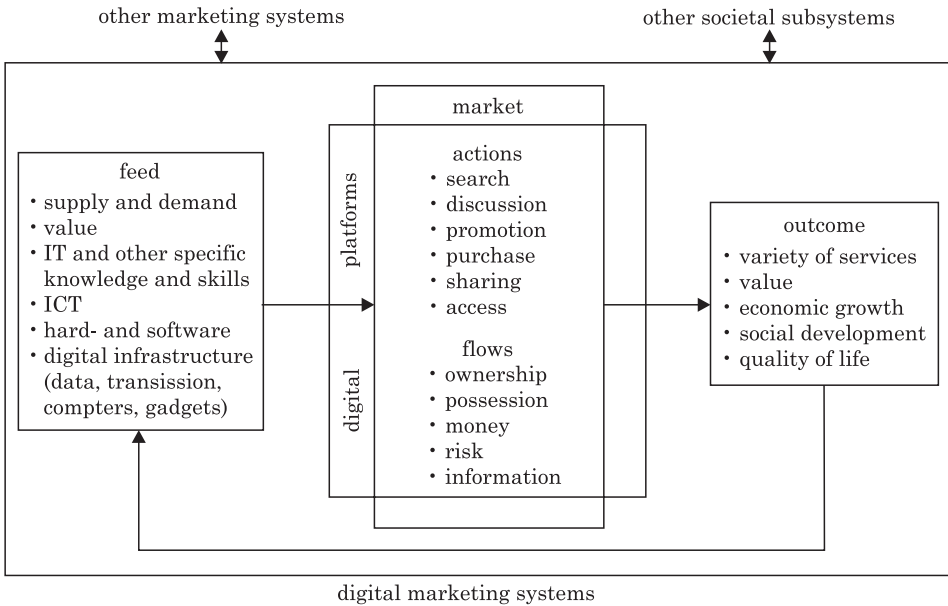 other marketing systems
other societal subsystems
market
feed
• supply and demand
• value
• IT and other specific
knowledge and skills
• ICT
• hard- and software
• digital infrastructure
(data, transission,
compters, gadgets)
digital platforms
actions
• search
• discussion
• promotion
• purchase
• sharing
• access
flows
• ownership
• possession
• money
• risk
• information
outcome
• variety of services
• value
• economic growth
• social development
• quality of life
digital marketing systems